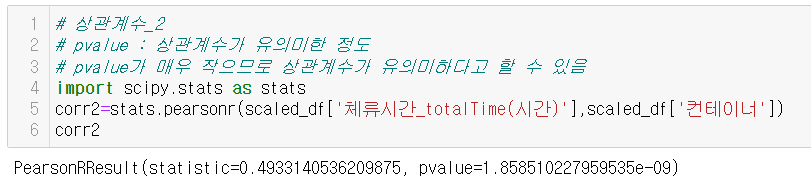 1 # 상관계수_2
2 # pvalue : 상관계수가 유의미한 정도
3 # pvalue가 매우 작으므로 상관계수가 유의미하다고 할 수 있음
4 import scipy.stats as stats
5 corr2=stats.pearsonr(scaled_df['체류시간_totalTime(시간)'],scaled_df['컨테이너'])
6 corr2
PearsonRResult(statistic=0.4933140536209875, pvalue=1.858510227959535e-09)